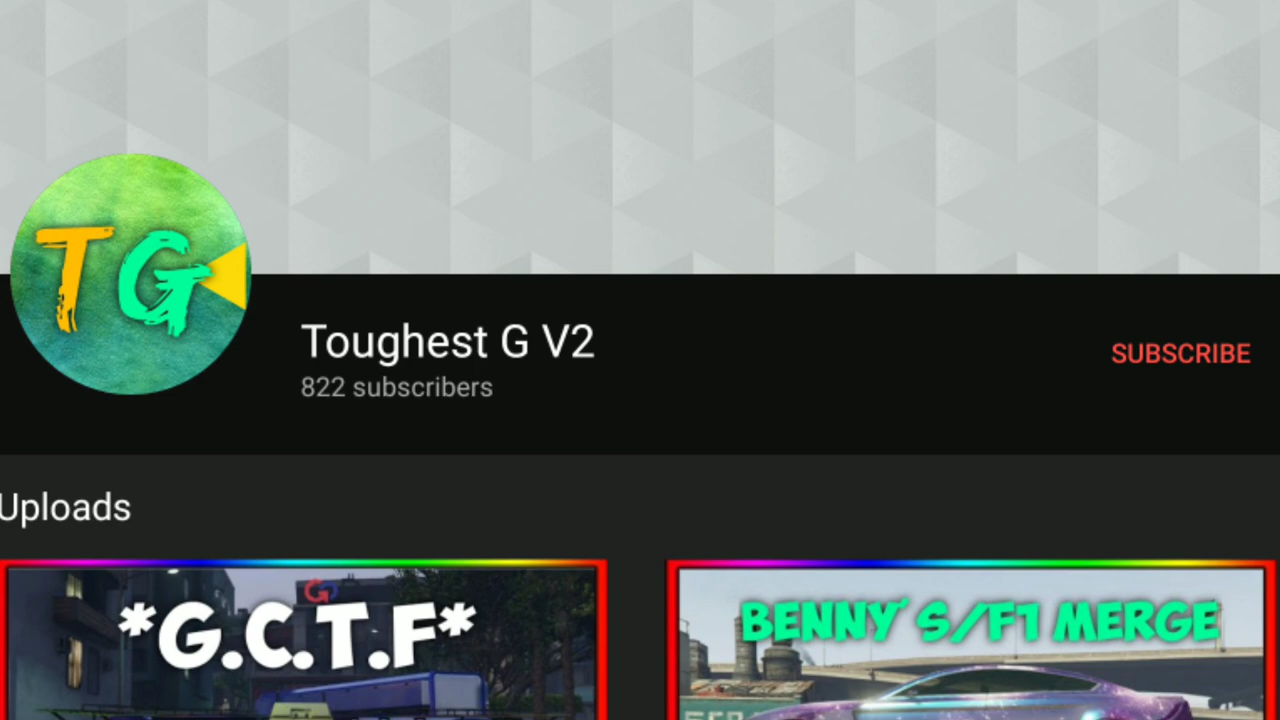 TG
Toughest G V2
822 subscribers
SUBSCRIBE
Uploads
*G.C.T.F*
BENNY'S/F1 MERGE